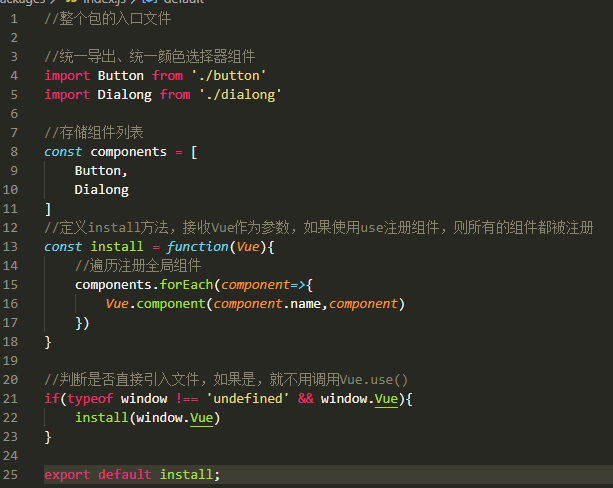 ackages > JS index.js > default
1 //整个包的入口文件
2
3 //统一导出、统一颜色选择器组件
4 import Button from './button'
5 import Dialong from './dialong'
6
7 //存储组件列表
8 const components = [
9     Button,
10     Dialong
11 ]
12 //定义install方法，接收Vue作为参数，如果使用use注册组件，则所有的组件都被注册
13 const install = function(Vue){
14     //遍历注册全局组件
15     components.forEach(component=>{
16         Vue.component(component.name,component)
17     })
18 }
19
20 //判断是否直接引入文件，如果是，就不用调用Vue.use()
21 if(typeof window !== 'undefined' && window.Vue){
22     install(window.Vue)
23 }
24
25 export default install;